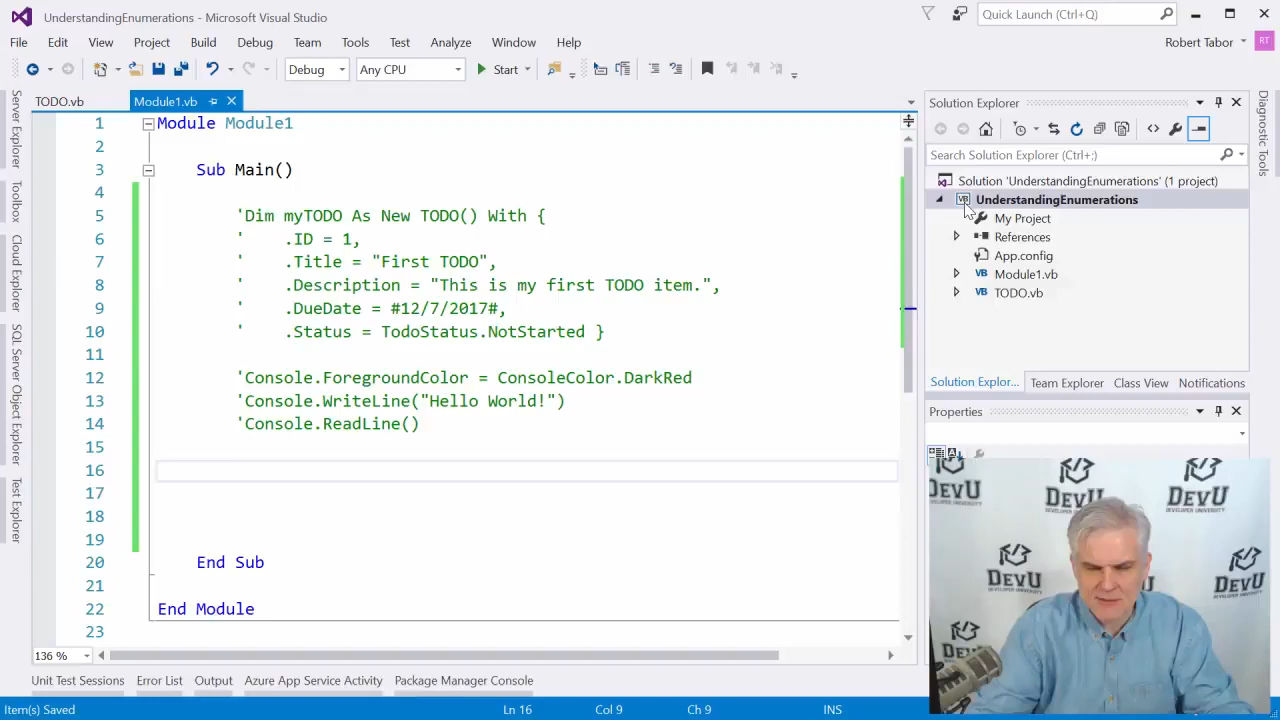 UnderstandingEnumerations - Microsoft Visual Studio
Quick Launch (Ctrl+Q)
File Edit View Project Build Debug Team Tools Test Analyze Window Help
Robert Tabor RT
Debug Any CPU Start
TODO.vb Module1.vb
Server Explorer
Toolbox
Cloud Explorer
SQL Server Object Explorer
Test Explorer
1 Module Module1
2
3 Sub Main()
4
5 'Dim myTODO As New TODO() With {
6 ' .ID = 1,
7 ' .Title = "First TODO",
8 ' .Description = "This is my first TODO item.",
9 ' .DueDate = #12/7/2017#,
10 ' .Status = TodoStatus.NotStarted }
11
12 'Console.ForegroundColor = ConsoleColor.DarkRed
13 'Console.WriteLine("Hello World!")
14 'Console.ReadLine()
15
16
17
18
19
20 End Sub
21
22 End Module
23
136 %
Solution Explorer
Search Solution Explorer (Ctrl+;)
Solution 'UnderstandingEnumerations' (1 project)
VB UnderstandingEnumerations
My Project
References
App.config
VB Module1.vb
VB TODO.vb
Solution Explor... Team Explorer Class View Notifications
Properties
Diagnostic Tools
DEVU DEVU DEVU
DEVELOPER UNIVERSITY
DEVU DEVU
DEVU
Unit Test Sessions Error List Output Azure App Service Activity Package Manager Console
Item(s) Saved Ln 16 Col 9 Ch 9 INS